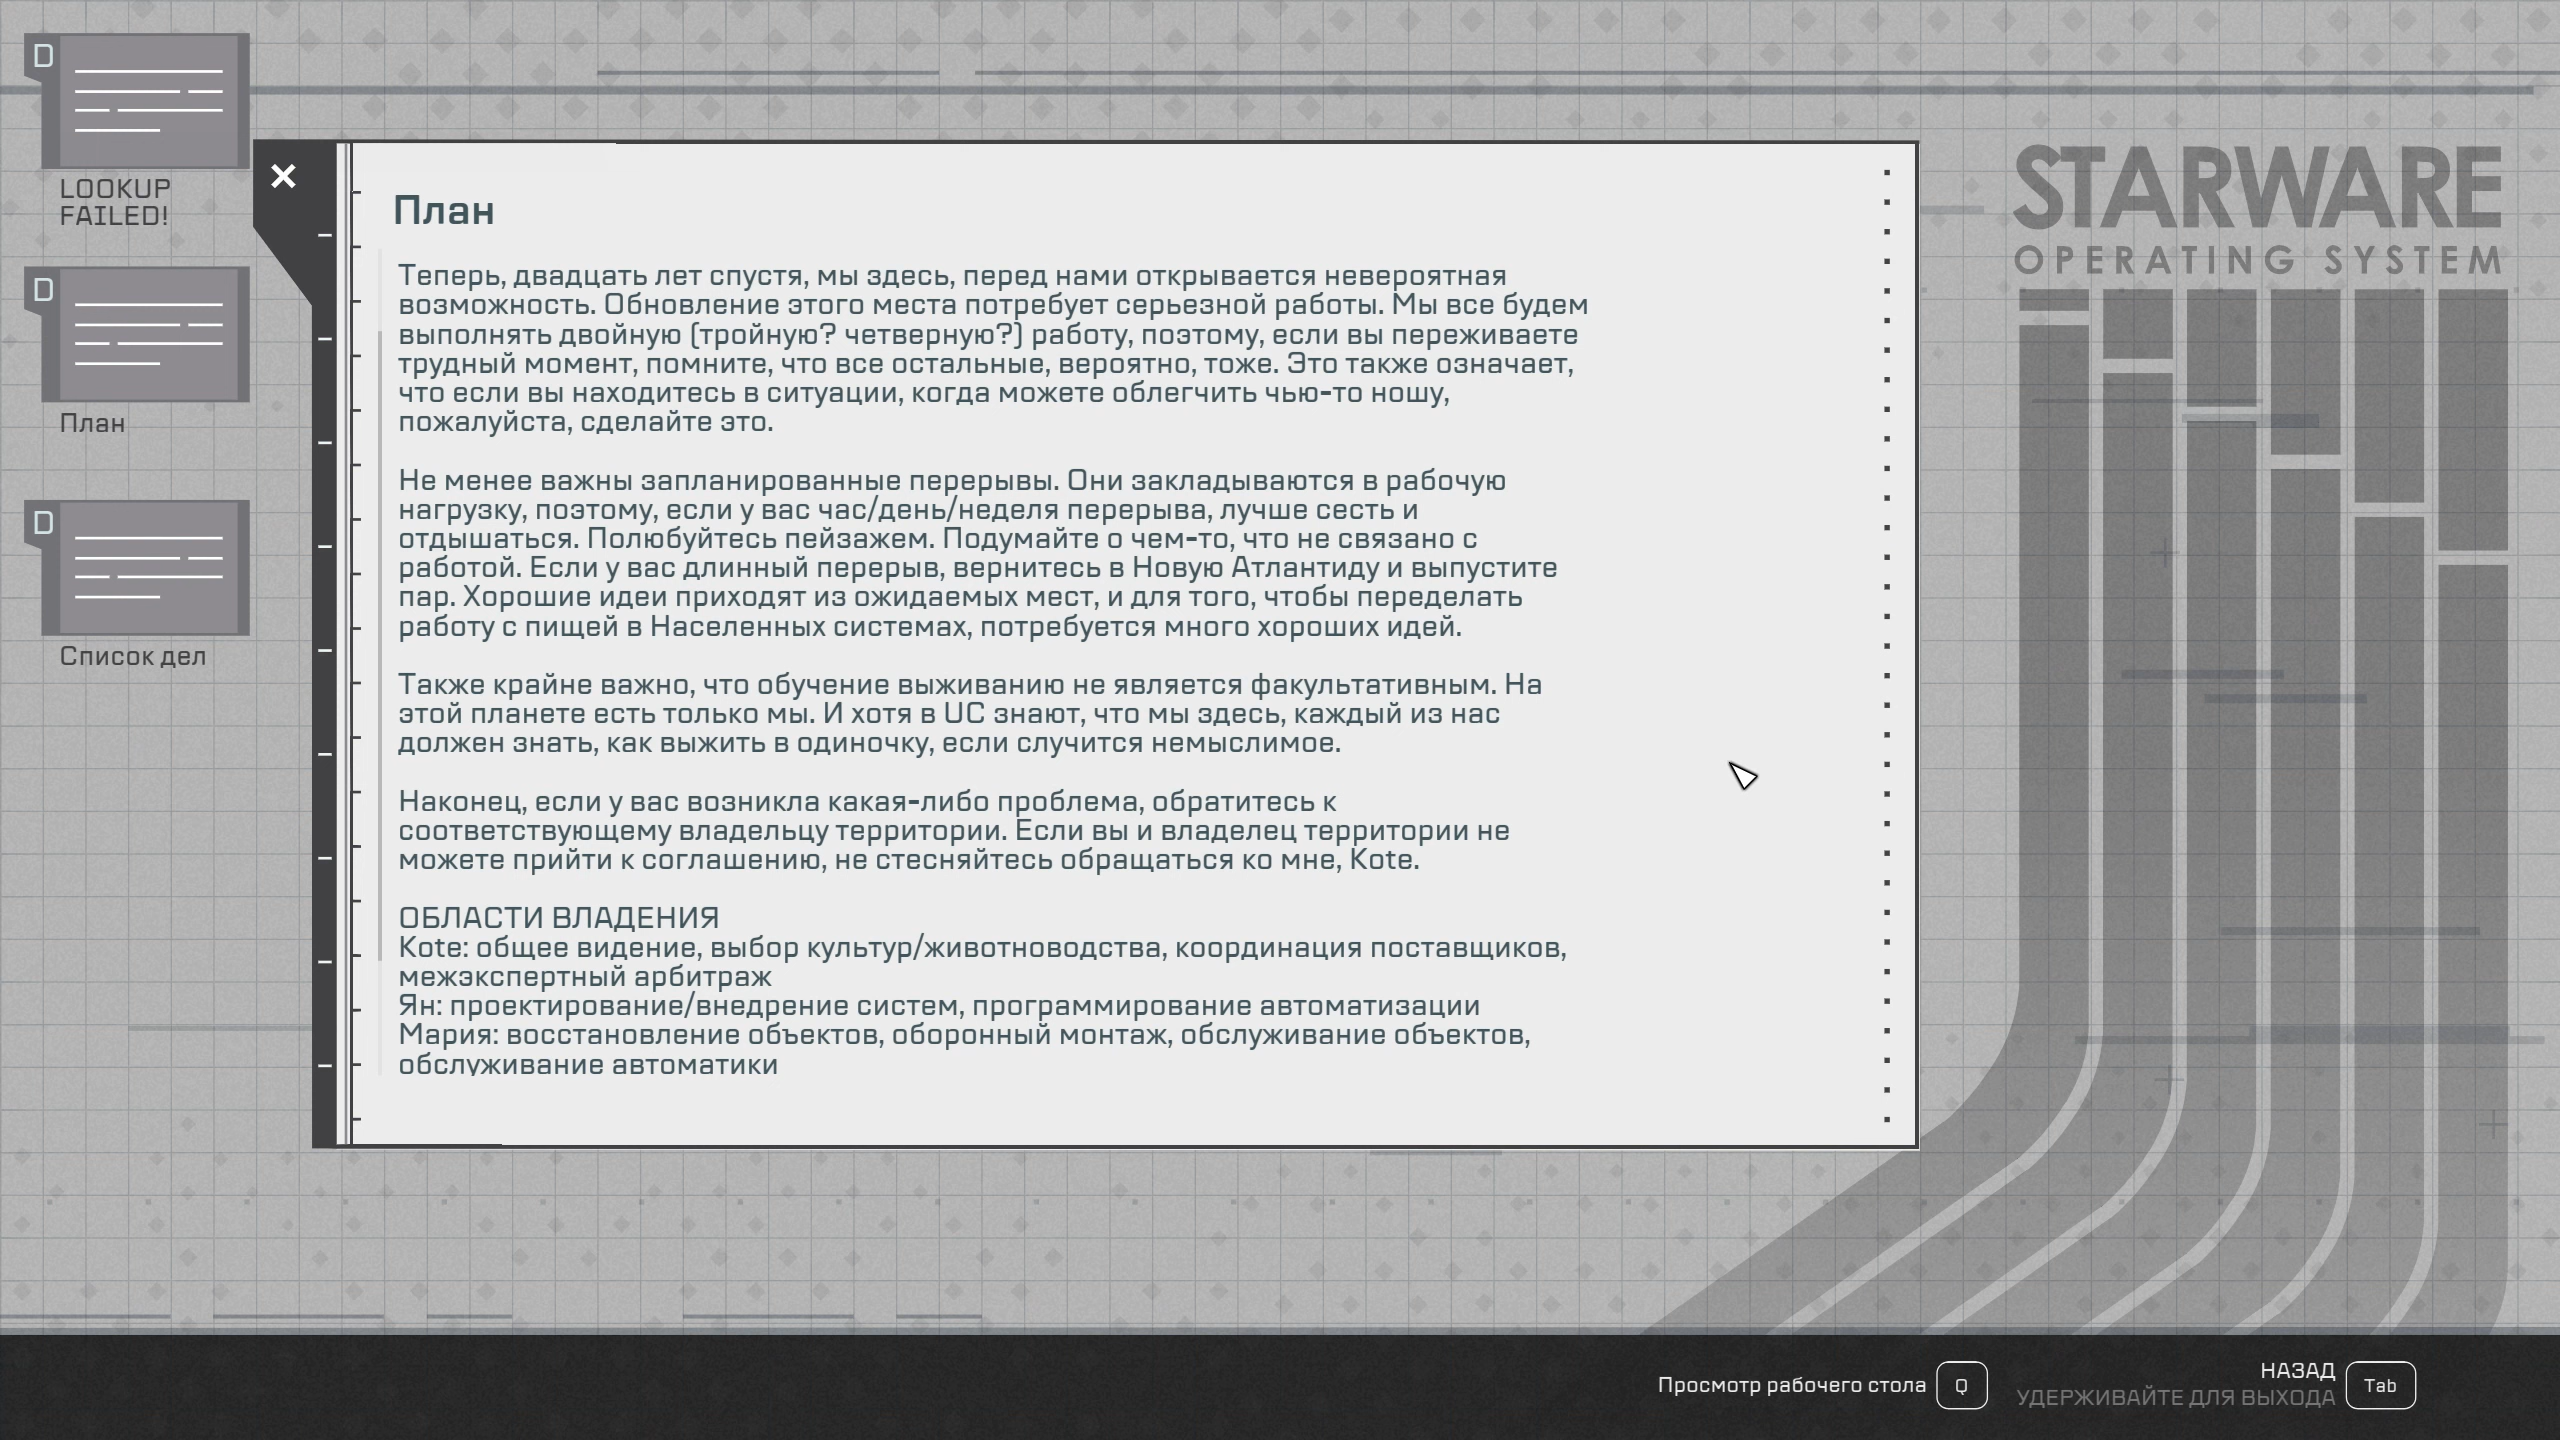 D
LOOKUP
FAILED!
D
План
D
Список дел
План
Теперь, двадцать лет спустя, мы здесь, перед нами открывается невероятная
возможность. Обновление этого места потребует серьезной работы. Мы все будем
выполнять двойную (тройную? четверную?) работу, поэтому, если вы переживаете
трудный момент, помните, что все остальные, вероятно, тоже. Это также означает,
что если вы находитесь в ситуации, когда можете облегчить чью-то ношу,
пожалуйста, сделайте это.
Не менее важны запланированные перерывы. Они закладываются в рабочую
нагрузку, поэтому, если у вас час/день/неделя перерыва, лучше сесть и
отдышаться. Полюбуйтесь пейзажем. Подумайте о чем-то, что не связано с
работой. Если у вас длинный перерыв, вернитесь в Новую Атлантиду и выпустите
пар. Хорошие идеи приходят из ожидаемых мест, и для того, чтобы переделать
работу с пищей в Населенных системах, потребуется много хороших идей.
Также крайне важно, что обучение выживанию не является факультативным. На
этой планете есть только мы. И хотя в UC знают, что мы здесь, каждый из нас
должен знать, как выжить в одиночку, если случится немыслимое.
Наконец, если у вас возникла какая-либо проблема, обратитесь к
соответствующему владельцу территории. Если вы и владелец территории не
можете прийти к соглашению, не стесняйтесь обращаться ко мне, Kote.
ОБЛАСТИ ВЛАДЕНИЯ
Kote: общее видение, выбор культур/животноводства, координация поставщиков,
межэкспертный арбитраж
Ян: проектирование/внедрение систем, программирование автоматизации
Мария: восстановление объектов, оборонный монтаж, обслуживание объектов,
обслуживание автоматики
STARWARE
OPERATING SYSTEM
Просмотр рабочего стола Q
НАЗАД
УДЕРЖИВАЙТЕ ДЛЯ ВЫХОДА Tab